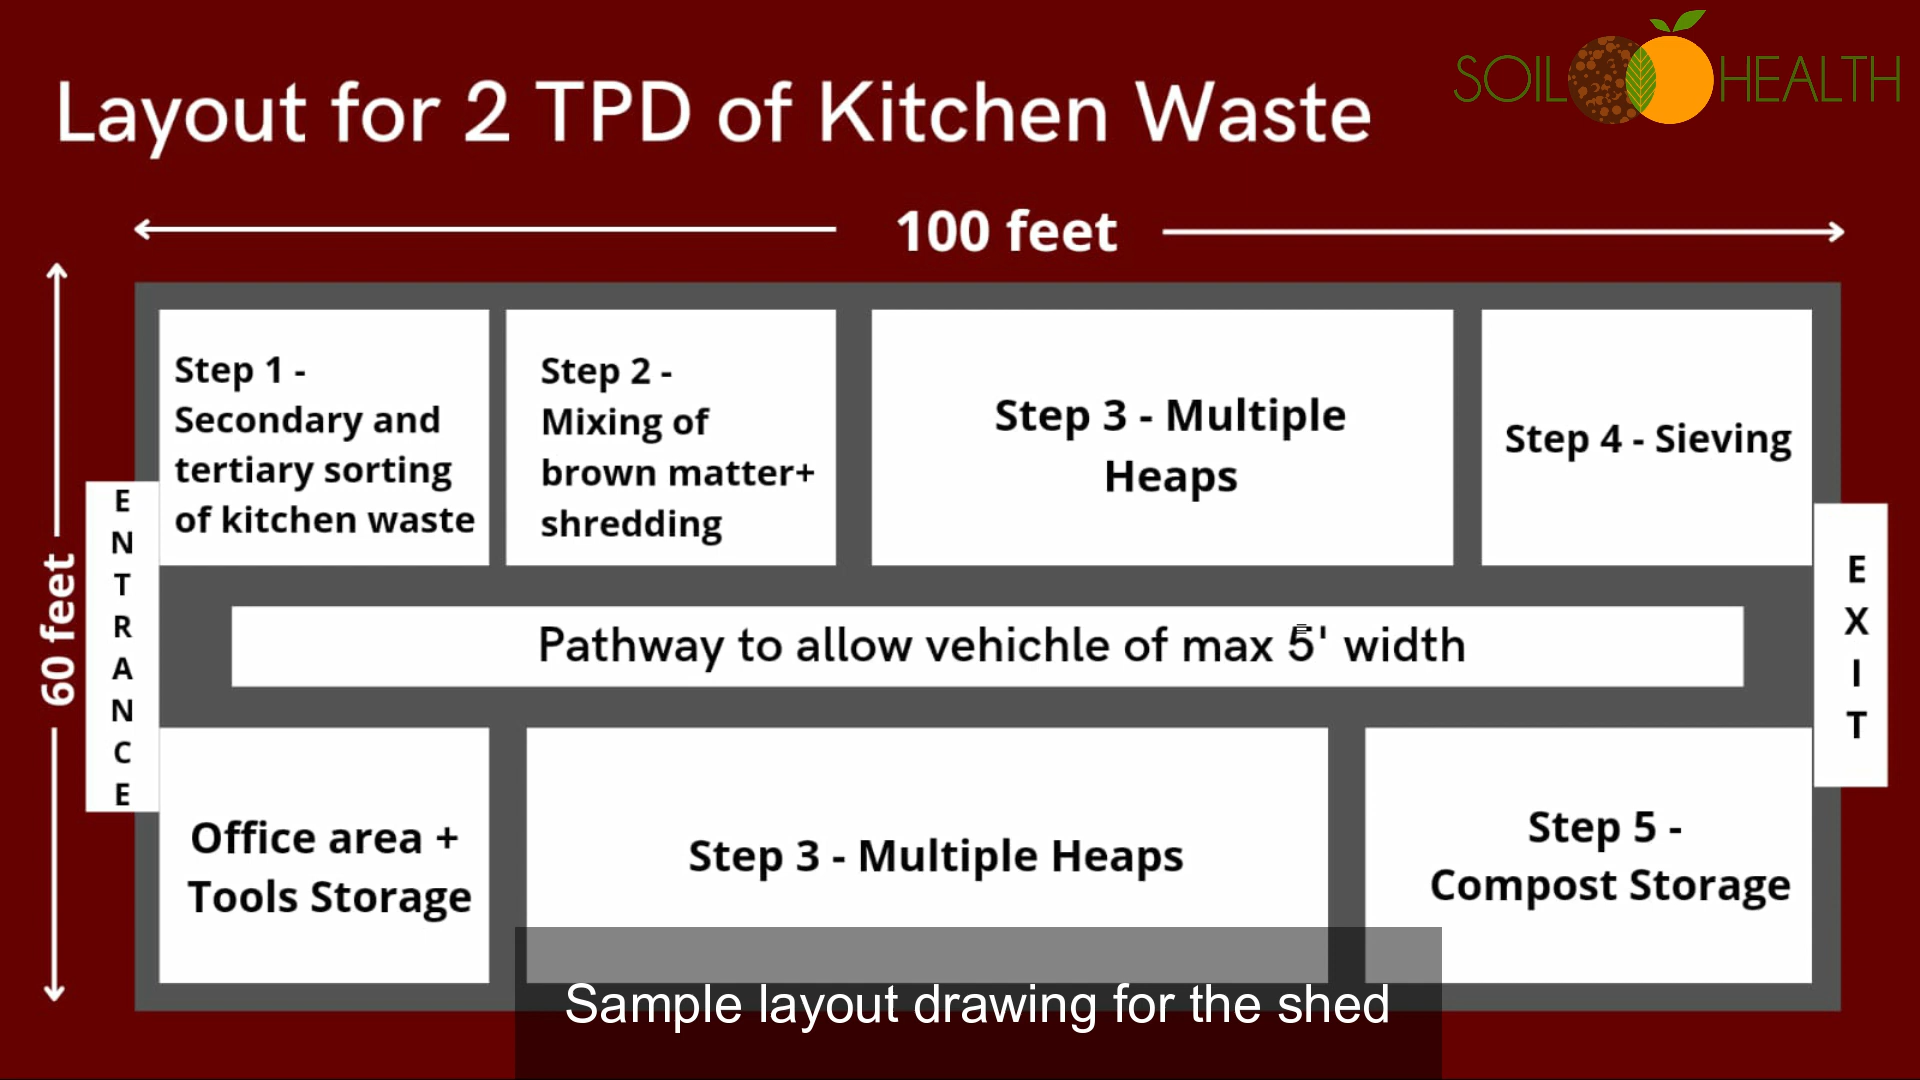 SOIL HEALTH
Layout for 2 TPD of Kitchen Waste
100 feet
60 feet
ENTRANCE
Step 1 -
Secondary and
tertiary sorting
of kitchen waste
Step 2 -
Mixing of
brown matter+
shredding
Step 3 - Multiple
Heaps
Step 4 - Sieving
EXIT
Pathway to allow vehichle of max 5' width
Office area +
Tools Storage
Step 3 - Multiple Heaps
Step 5 -
Compost Storage
Sample layout drawing for the shed